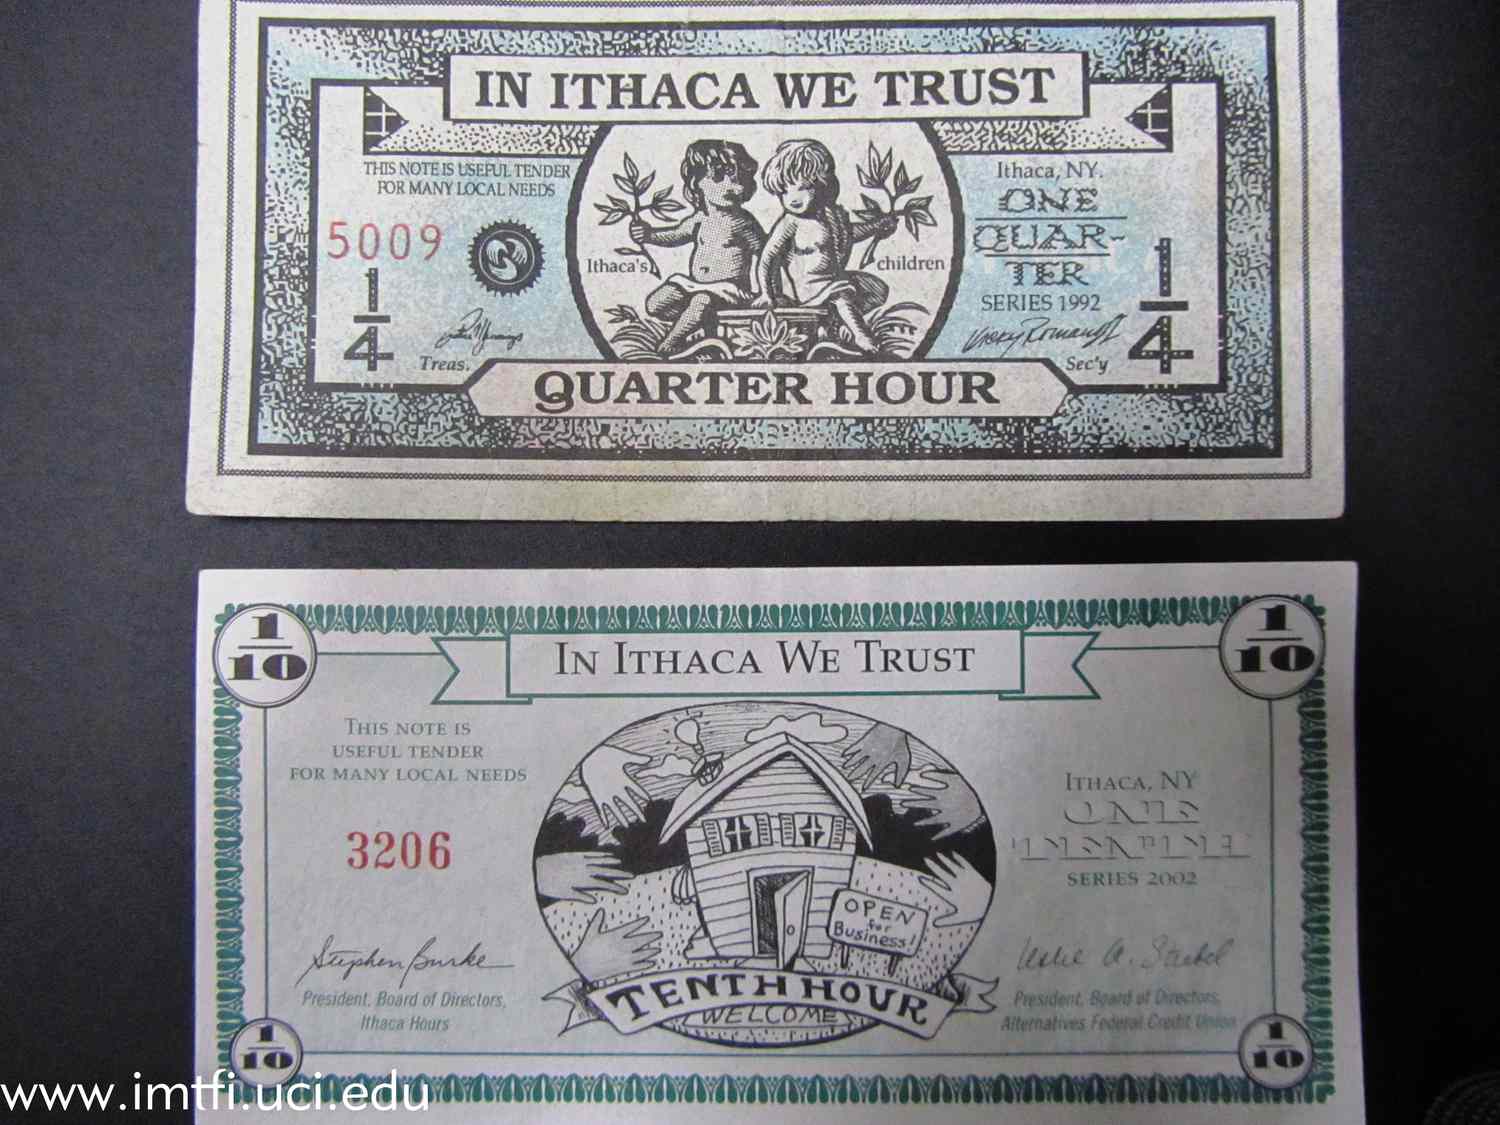 IN ITHACA WE TRUST
THIS NOTE IS USEFUL TENDER
FOR MANY LOCAL NEEDS
5009
1/4
Treas.
Ithaca's
children
Ithaca, NY.
ONE
QUAR-
TER
SERIES 1992
1/4
Sec'y
QUARTER HOUR
1/10
IN ITHACA WE TRUST
1/10
THIS NOTE IS
USEFUL TENDER
FOR MANY LOCAL NEEDS
3206
Stephen Burke
President, Board of Directors,
Ithaca Hours
OPEN
for
Business!
TENTH HOUR
WELCOME
ITHACA, NY
ONE
TENTH
SERIES 2002
President, Board of Directors,
Alternatives Federal Credit Union
1/10
1/10
www.imtfi.uci.edu